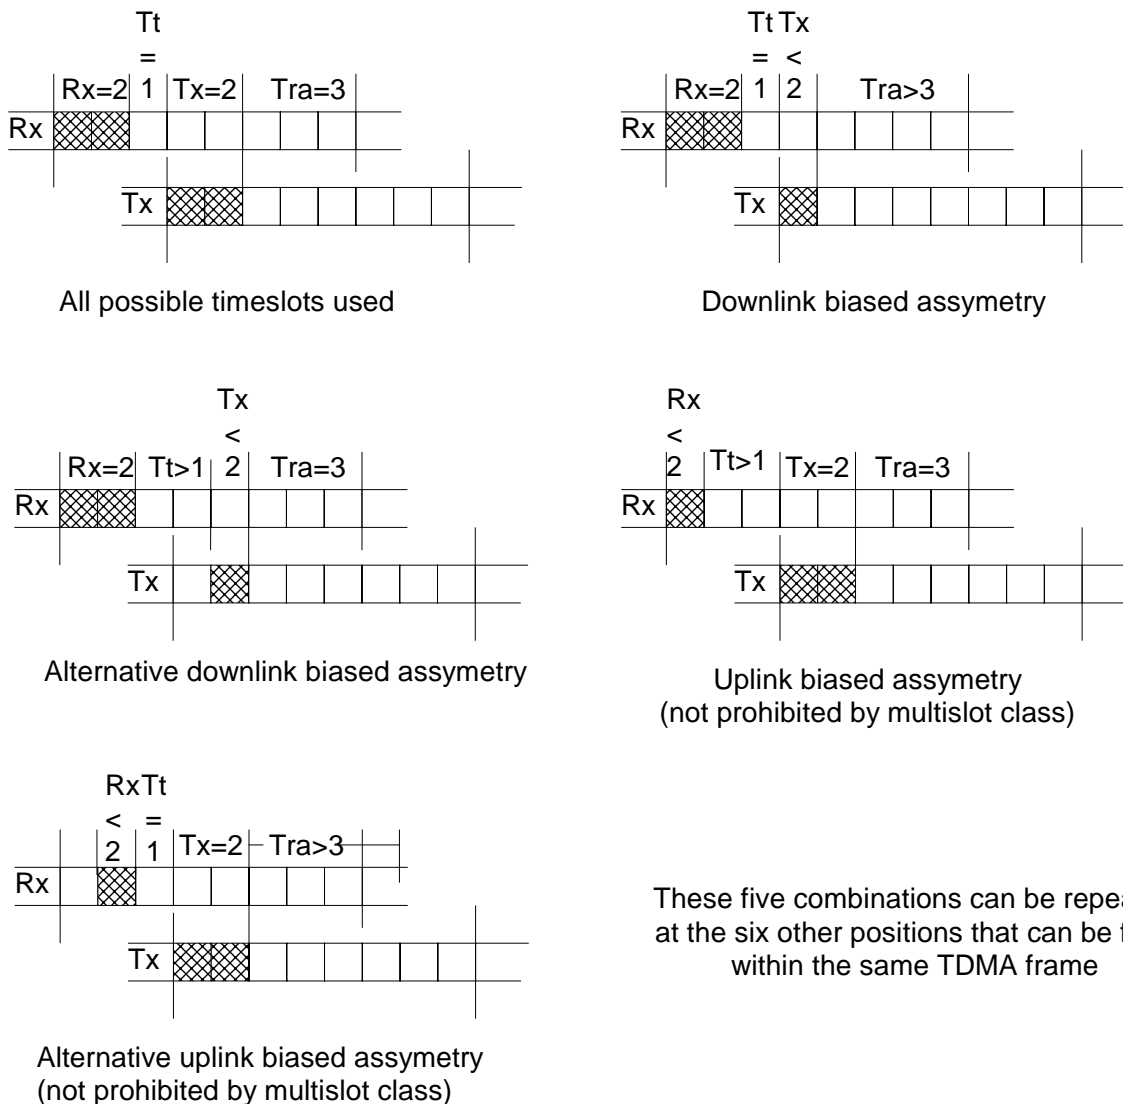 Tt
=
Rx=2 1 Tx=2 Tra=3
Rx
Tx
All possible timeslots used
Tt Tx
= <
Rx=2 1 2 Tra>3
Rx
Tx
Downlink biased assymetry
Tx
<
Rx=2 Tt>1 2 Tra=3
Rx
Tx
Alternative downlink biased assymetry
Rx
<
2 Tt>1 Tx=2 Tra=3
Rx
Tx
Uplink biased assymetry
(not prohibited by multislot class)
RxTt
< =
2 1 Tx=2 Tra>3
Rx
Tx
Alternative uplink biased assymetry
(not prohibited by multislot class)
These five combinations can be
at the six other positions that can be
within the same TDMA frame